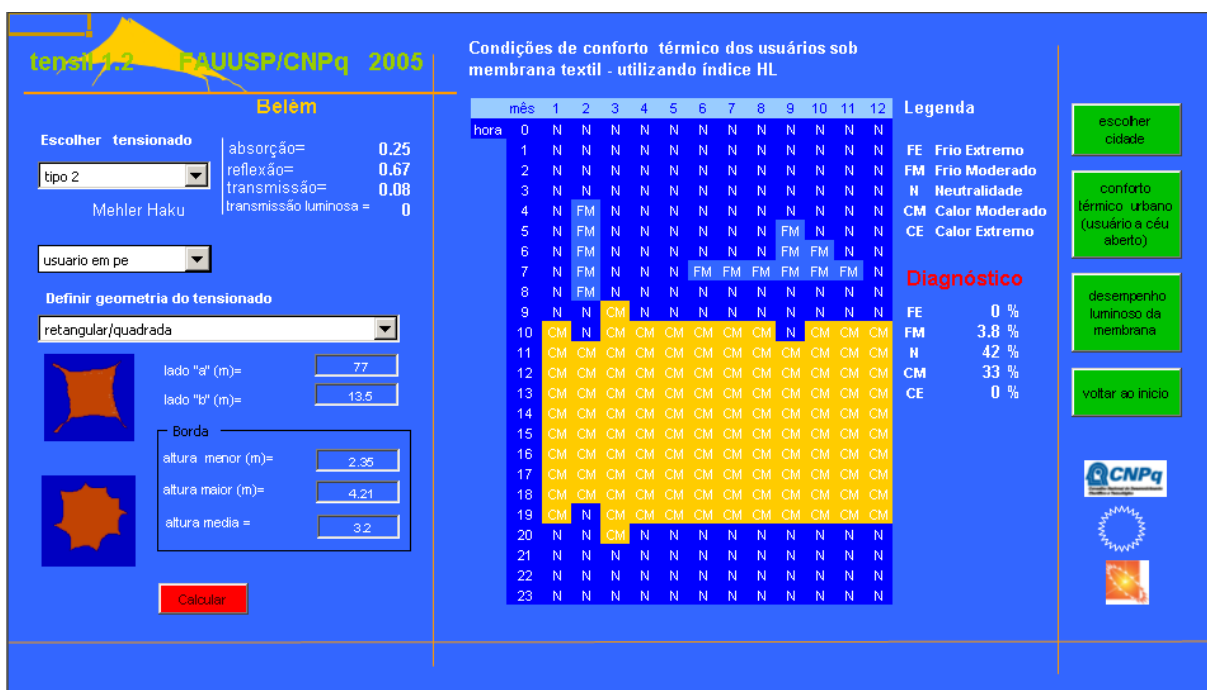 tensil 1.2 FAUUSP/CNPq 2005
Belém
Escolher tensionado
tipo 2
Mehler Haku
absorção= 0.25
reflexão= 0.67
transmissão= 0.08
transmissão luminosa = 0
usuario em pe
Definir geometria do tensionado
retangular/quadrada
lado "a" (m)= 77
lado "b" (m)= 13.5
Borda
altura menor (m)= 2.35
altura maior (m)= 4.21
altura media = 3.2
Calcular
Condições de conforto térmico dos usuários sob
membrana textil - utilizando índice HL
mês 1 2 3 4 5 6 7 8 9 10 11 12
hora 0 N N N N N N N N N N N N
1 N N N N N N N N N N N N
2 N N N N N N N N N N N N
3 N N N N N N N N N N N N
4 N FM N N N N N N N N N N
5 N FM N N N N N N FM N N N
6 N FM N N N N N N FM FM N N
7 N FM N N N FM FM FM FM FM FM N
8 N FM N N N N N N N N N N
9 N N CM N N N N N N N N N
10 CM N CM CM CM CM CM CM N CM CM CM
11 CM CM CM CM CM CM CM CM CM CM CM CM
12 CM CM CM CM CM CM CM CM CM CM CM CM
13 CM CM CM CM CM CM CM CM CM CM CM CM
14 CM CM CM CM CM CM CM CM CM CM CM CM
15 CM CM CM CM CM CM CM CM CM CM CM CM
16 CM CM CM CM CM CM CM CM CM CM CM CM
17 CM CM CM CM CM CM CM CM CM CM CM CM
18 CM CM CM CM CM CM CM CM CM CM CM CM
19 CM N CM CM CM CM CM CM CM CM CM CM
20 N N CM N N N N N N N N N
21 N N N N N N N N N N N N
22 N N N N N N N N N N N N
23 N N N N N N N N N N N N
Legenda
FE Frio Extremo
FM Frio Moderado
N Neutralidade
CM Calor Moderado
CE Calor Extremo
Diagnóstico
FE 0 %
FM 3.8 %
N 42 %
CM 33 %
CE 0 %
escolher
cidade
conforto
térmico urbano
(usuário a céu
aberto)
desempenho
luminoso da
membrana
voltar ao ínicio
CNPq